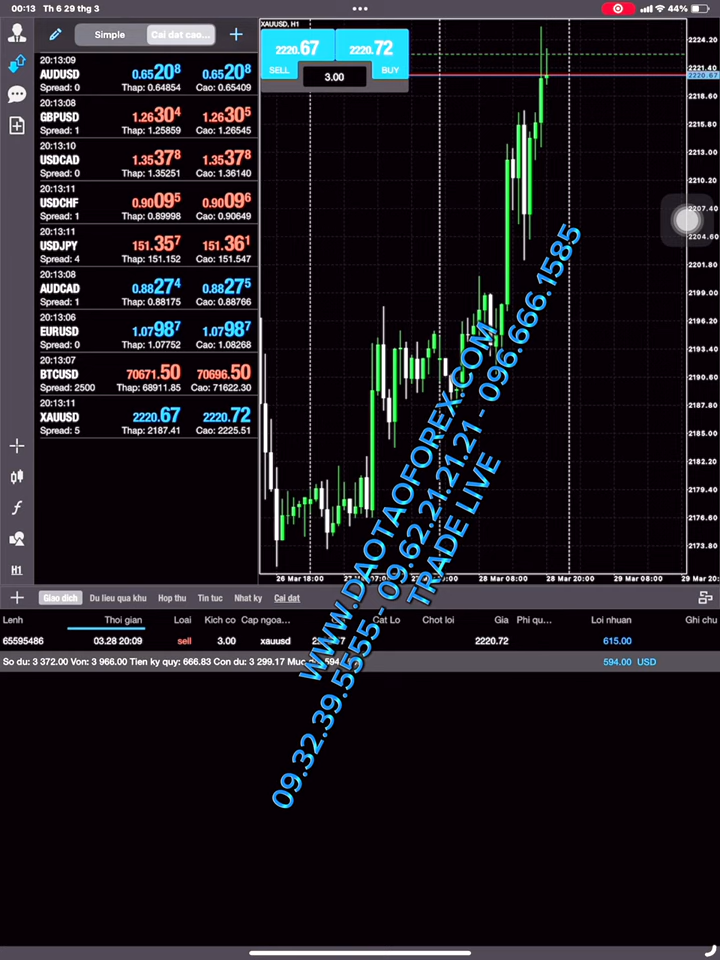 00:13 Th 6 29 thg 3
44%
Simple
Cai dat cao...
20:13:09
AUDUSD 0.65208 0.65208
Spread: 0 Thap: 0.64854 Cao: 0.65409
20:13:08
GBPUSD 1.26304 1.26305
Spread: 1 Thap: 1.25859 Cao: 1.26545
20:13:10
USDCAD 1.35378 1.35378
Spread: 0 Thap: 1.35251 Cao: 1.36140
20:13:11
USDCHF 0.90095 0.90096
Spread: 1 Thap: 0.89998 Cao: 0.90649
20:13:11
USDJPY 151.357 151.361
Spread: 4 Thap: 151.152 Cao: 151.547
20:13:08
AUDCAD 0.88274 0.88275
Spread: 1 Thap: 0.88175 Cao: 0.88766
20:13:06
EURUSD 1.07987 1.07987
Spread: 0 Thap: 1.07752 Cao: 1.08268
20:13:07
BTCUSD 70671.50 70696.50
Spread: 2500 Thap: 68911.85 Cao: 71622.30
20:13:11
XAUUSD 2220.67 2220.72
Spread: 5 Thap: 2187.41 Cao: 2225.51
H1
XAUUSD, H1
2220.67 2220.72
SELL 3.00 BUY
2224.20
2221.40
2220.67
2218.60
2215.80
2213.00
2210.20
2207.40
2204.60
2201.80
2199.00
2196.20
2193.40
2190.60
2187.80
2185.00
2182.20
2179.40
2176.60
2173.80
26 Mar 18:00 28 Mar 08:00 28 Mar 20:00 29 Mar 20
WWW.DAOTAOFOREX.COM
09.32.39.5555 - 09.62.21.21.21 - 096.666.1585
TRADE LIVE
Giao dich Du lieu qua khu Hop thu Tin tuc Nhat ky Cai dat
Lenh Thoi gian Loai Kich co Cap ngoa... Cat Lo Chot loi Gia Phi qu... Loi nhuan Ghi chu
65595486 03.28 20:09 sell 3.00 xauusd 2220.72 615.00
So du: 3 372.00 Von: 3 966.00 Tien ky quy: 666.83 Con du: 3 299.17 594.00 USD